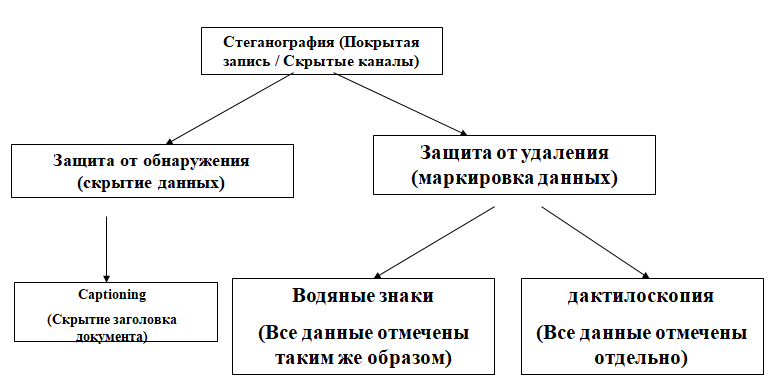 Стеганография (Покрытая
запись / Скрытые каналы)
Защита от обнаружения
(скрытие данных)
Защита от удаления
(маркировка данных)
Captioning
(Скрытие заголовка
документа)
Водяные знаки
(Все данные отмечены
таким же образом)
дактилоскопия
(Все данные отмечены
отдельно)